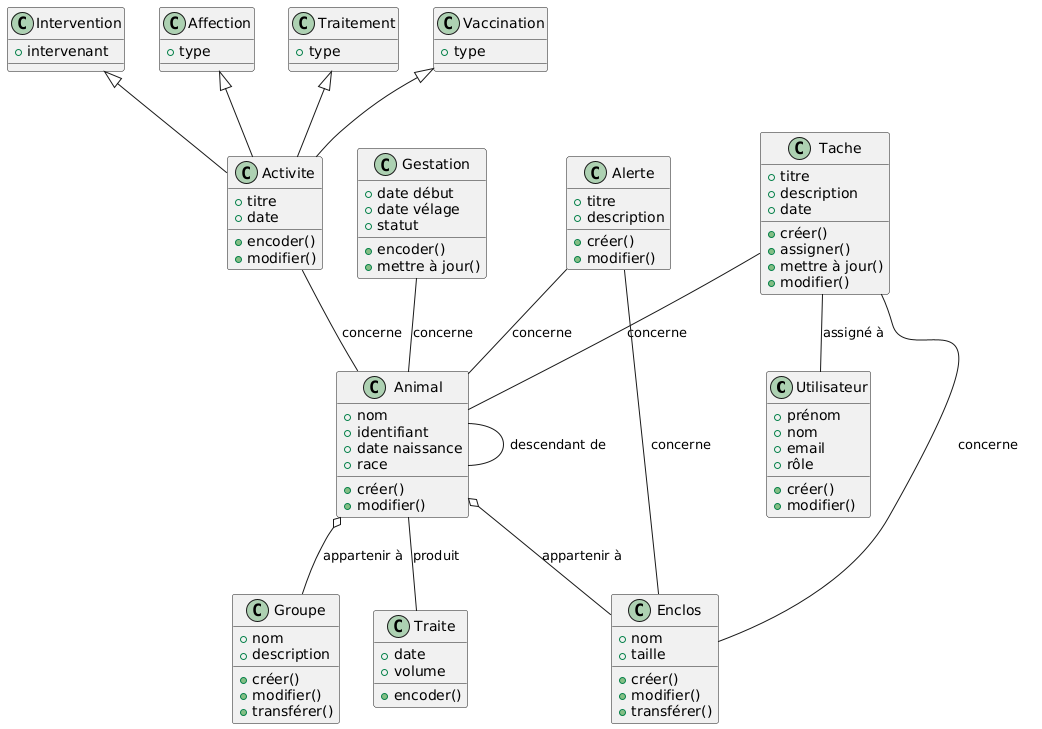 C Intervention
intervenant
C Affection
type
C Traitement
type
C Vaccination
type
C Activite
titre
date
encoder()
modifier()
C Gestation
date début
date vélage
statut
encoder()
mettre à jour()
C Alerte
titre
description
créer()
modifier()
C Tache
titre
description
date
créer()
assigner()
mettre à jour()
modifier()
concerne
concerne
concerne
concerne
assigné à
C Animal
nom
identifiant
date naissance
race
créer()
modifier()
descendant de
concerne
C Utilisateur
prénom
nom
email
rôle
créer()
modifier()
concerne
appartenir à
produit
appartenir à
C Groupe
nom
description
créer()
modifier()
transférer()
C Traite
date
volume
encoder()
C Enclos
nom
taille
créer()
modifier()
transférer()